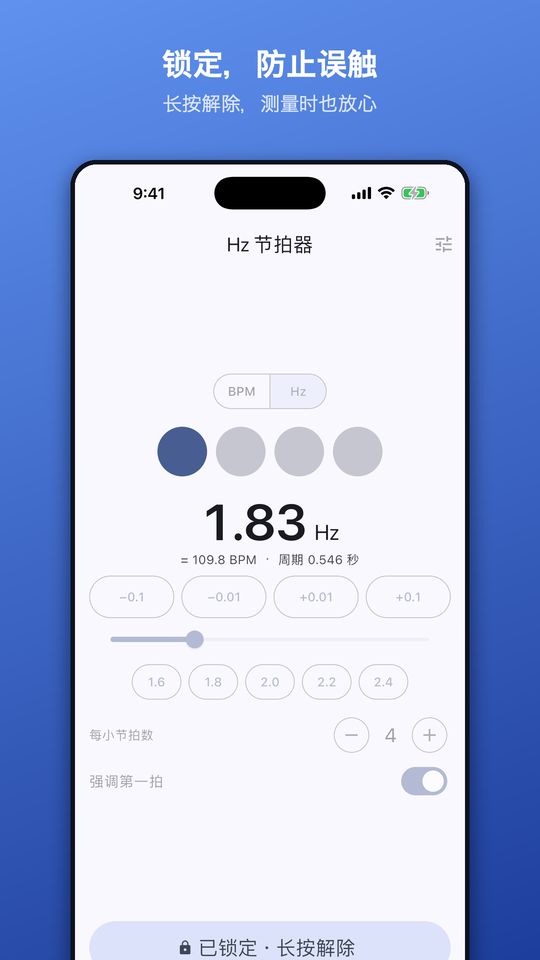 锁定，防止误触
长按解除，测量时也放心
9:41
Hz 节拍器
BPM Hz
1.83 Hz
= 109.8 BPM · 周期 0.546 秒
−0.1 −0.01 +0.01 +0.1
1.6 1.8 2.0 2.2 2.4
每小节拍数 − 4 +
强调第一拍
已锁定 · 长按解除